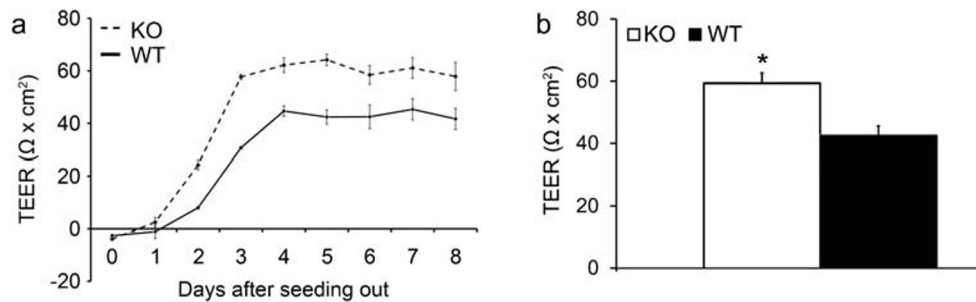 a
KO
WT
TEER (Ω x cm²)
80
60
40
20
0
-20
0 1 2 3 4 5 6 7 8
Days after seeding out
b
KO WT
TEER (Ω x cm²)
80
60
40
20
0
*